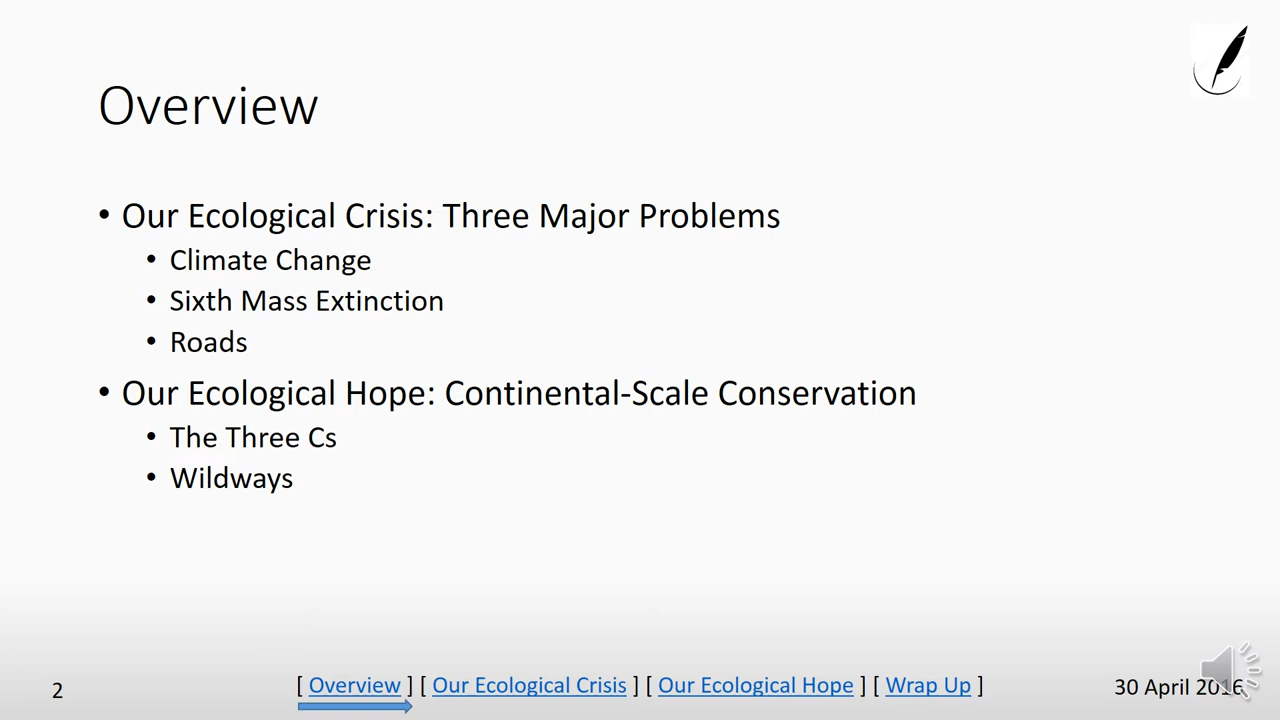 Overview
• Our Ecological Crisis: Three Major Problems
• Climate Change
• Sixth Mass Extinction
• Roads
• Our Ecological Hope: Continental-Scale Conservation
• The Three Cs
• Wildways
2
[ Overview ] [ Our Ecological Crisis ] [ Our Ecological Hope ] [ Wrap Up ]
30 April 2016